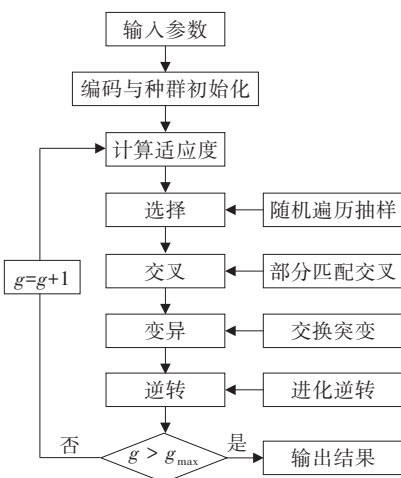 输入参数
编码与种群初始化
计算适应度
选择
随机遍历抽样
g=g+1
交叉
部分匹配交叉
变异
交换突变
逆转
进化逆转
否
g > g_max
是
输出结果